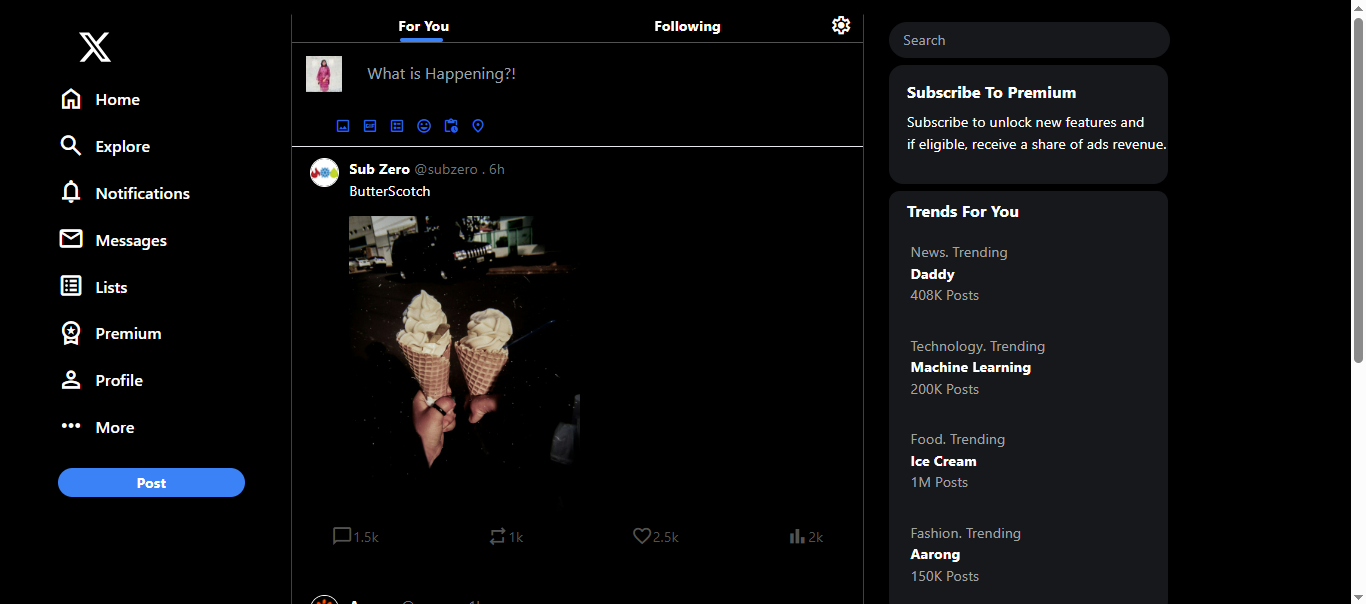 Home
Explore
Notifications
Messages
Lists
Premium
Profile
More
Post
For You
Following
What is Happening?!
GIF
Sub Zero @subzero . 6h
ButterScotch
1.5k
1k
2.5k
2k
Search
Subscribe To Premium
Subscribe to unlock new features and
if eligible, receive a share of ads revenue.
Trends For You
News. Trending
Daddy
408K Posts
Technology. Trending
Machine Learning
200K Posts
Food. Trending
Ice Cream
1M Posts
Fashion. Trending
Aarong
150K Posts